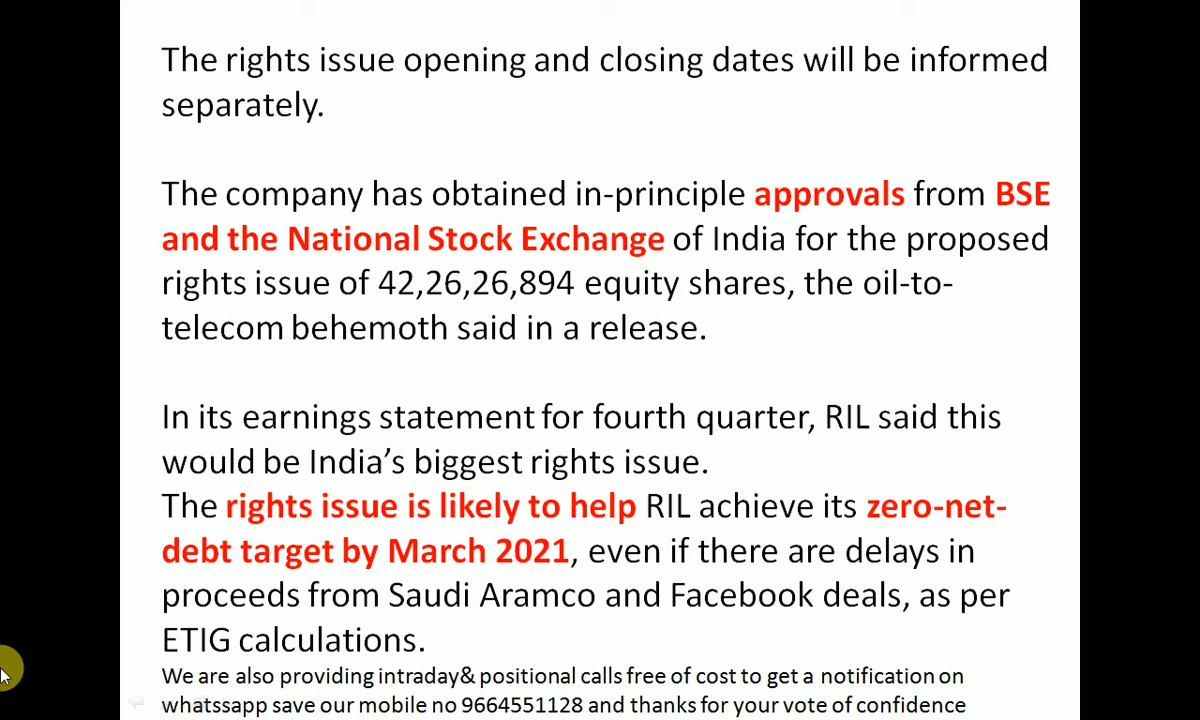 The rights issue opening and closing dates will be informed
separately.
The company has obtained in-principle approvals from BSE
and the National Stock Exchange of India for the proposed
rights issue of 42,26,26,894 equity shares, the oil-to-
telecom behemoth said in a release.
In its earnings statement for fourth quarter, RIL said this
would be India’s biggest rights issue.
The rights issue is likely to help RIL achieve its zero-net-
debt target by March 2021, even if there are delays in
proceeds from Saudi Aramco and Facebook deals, as per
ETIG calculations.
We are also providing intraday& positional calls free of cost to get a notification on
whatssapp save our mobile no 9664551128 and thanks for your vote of confidence